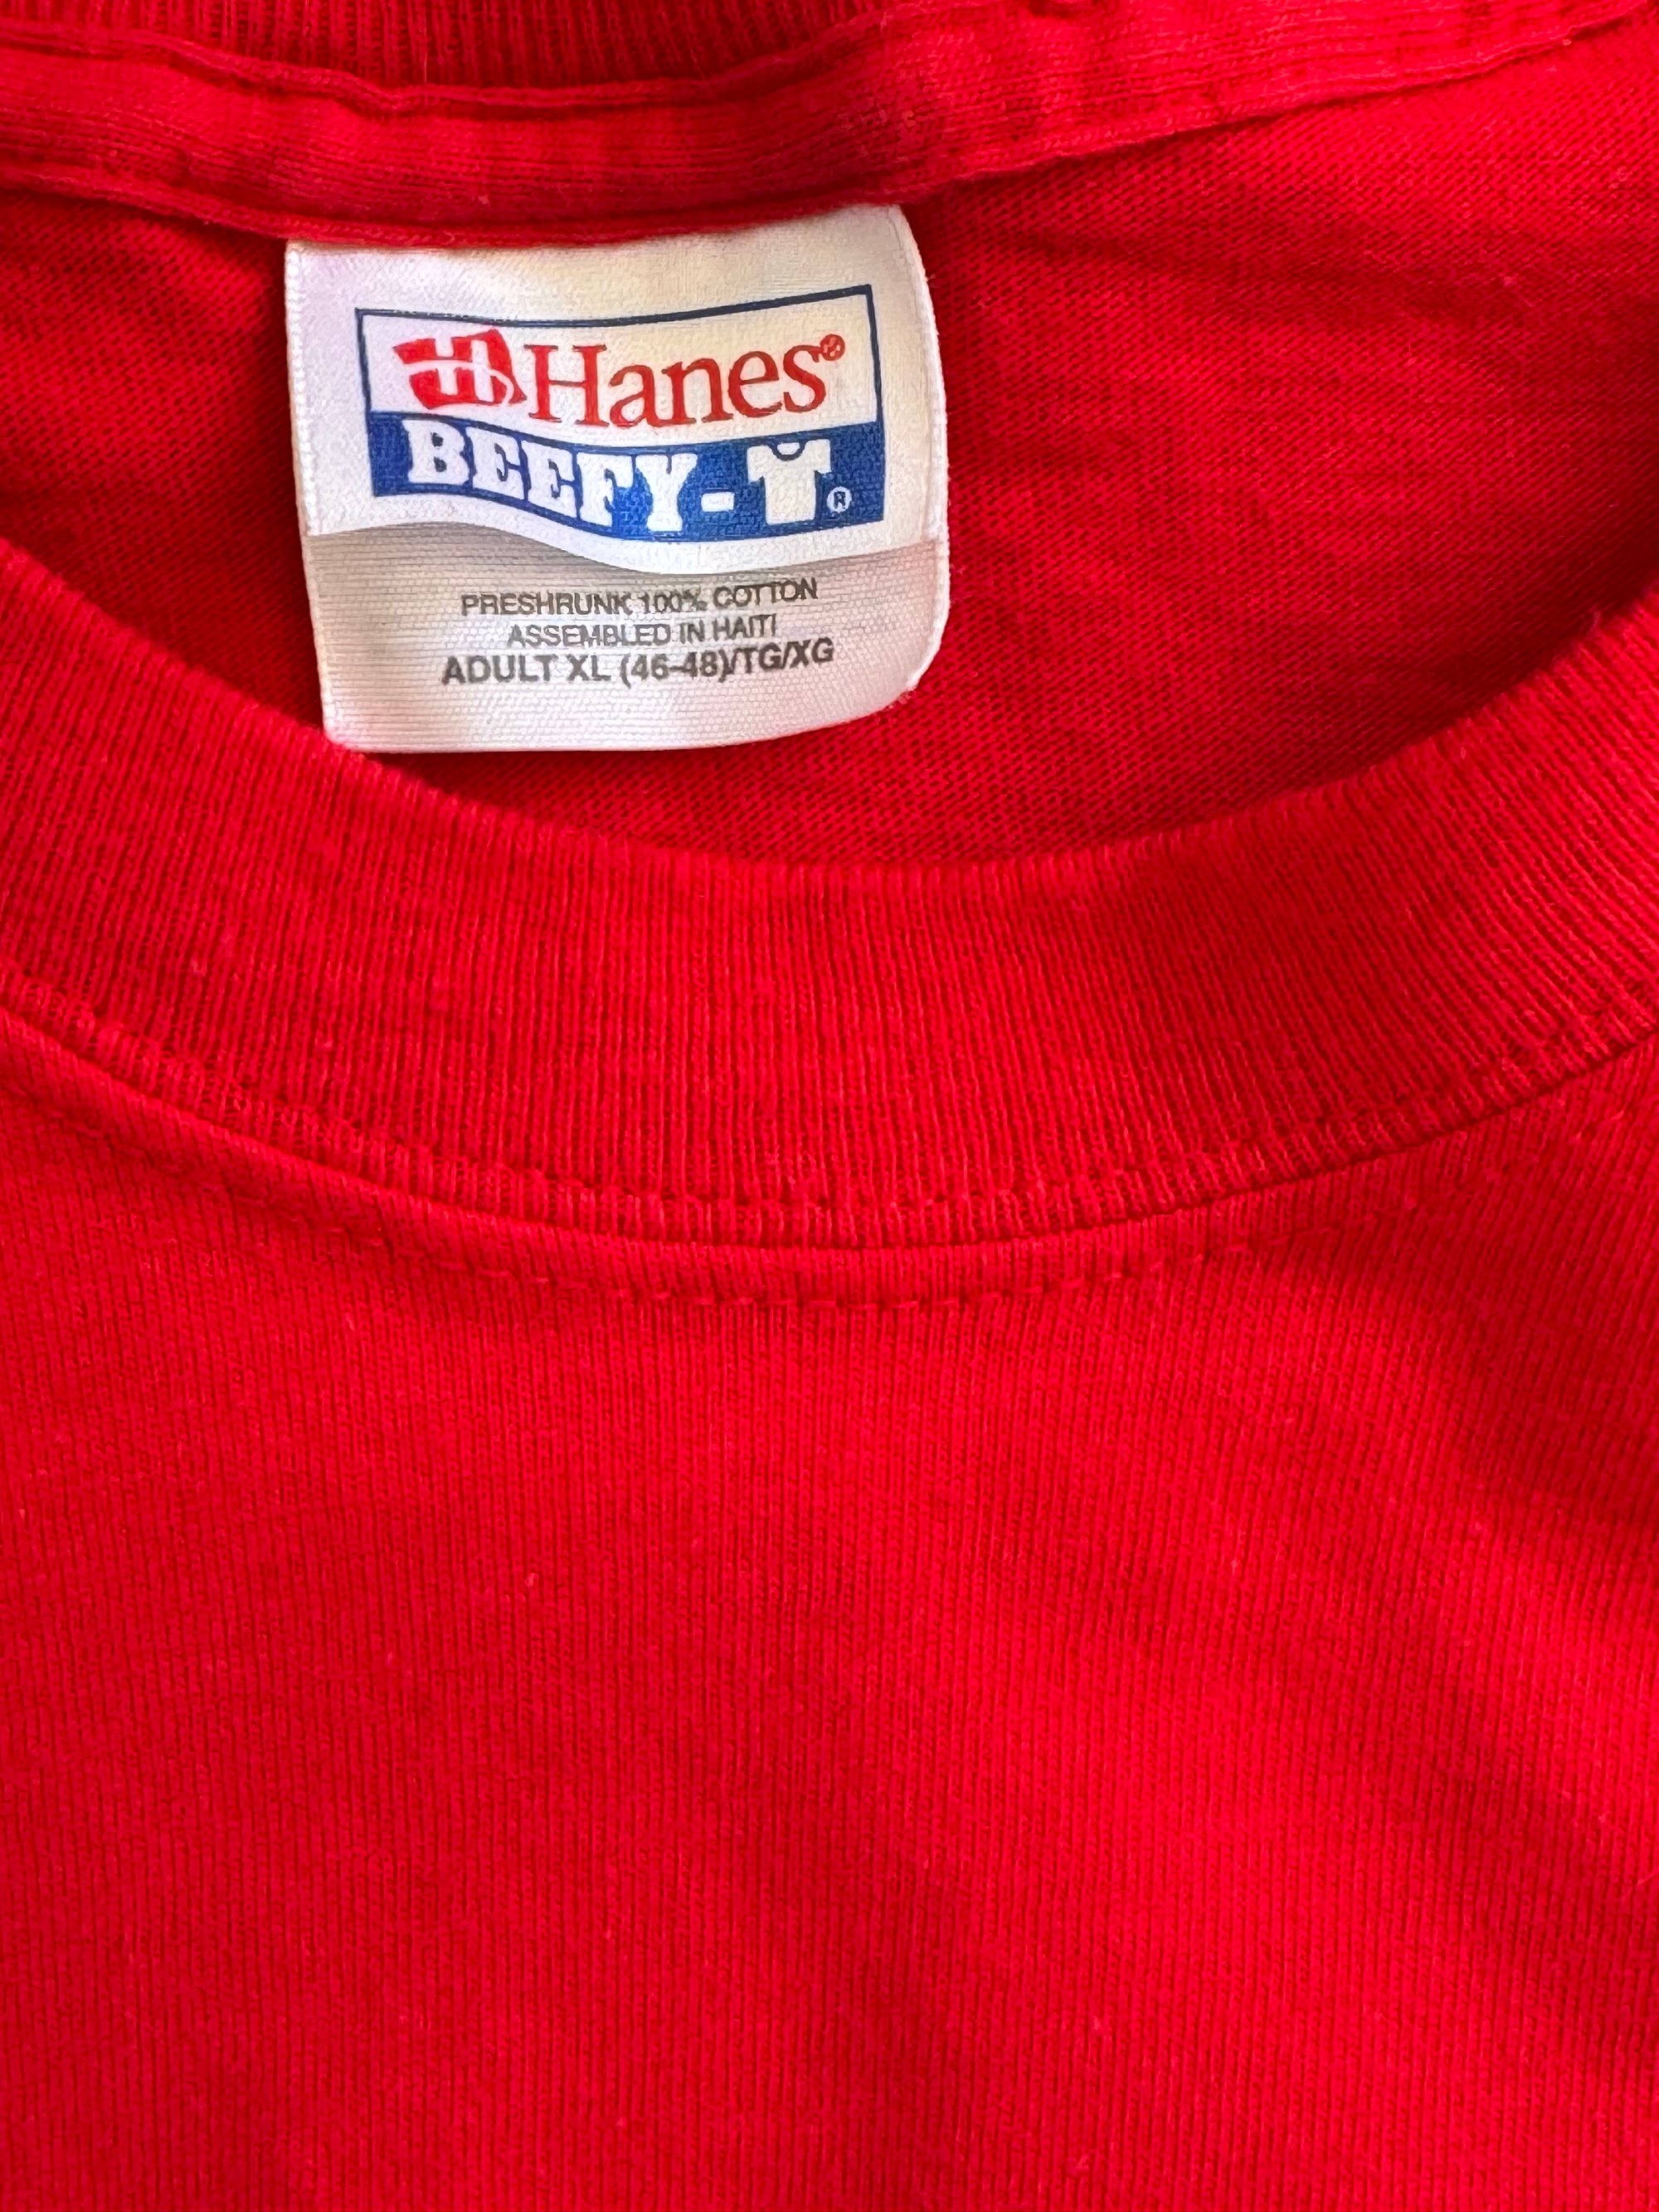 H Hanes®
BEEFY-T®
PRESHRUNK 100% COTTON
ASSEMBLED IN HAITI
ADULT XL (46-48)/TG/XG